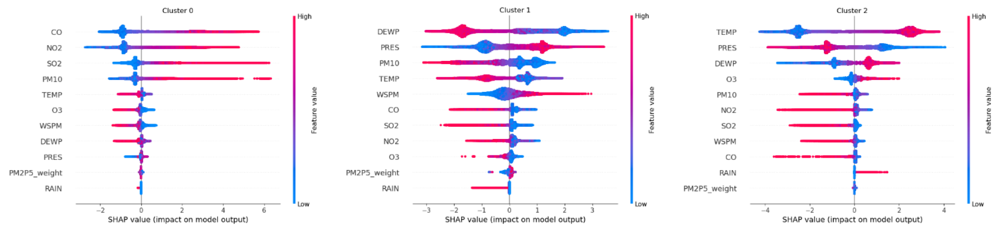 Cluster 0
High
CO
NO2
SO2
PM10
TEMP
O3
WSPM
DEWP
PRES
PM2P5_weight
RAIN
Feature value
Low
−2 0 2 4 6
SHAP value (impact on model output)
Cluster 1
High
DEWP
PRES
PM10
TEMP
WSPM
CO
SO2
NO2
O3
PM2P5_weight
RAIN
Feature value
Low
−3 −2 −1 0 1 2 3
SHAP value (impact on model output)
Cluster 2
High
TEMP
PRES
DEWP
O3
PM10
NO2
SO2
WSPM
CO
RAIN
PM2P5_weight
Feature value
Low
−4 −2 0 2 4
SHAP value (impact on model output)